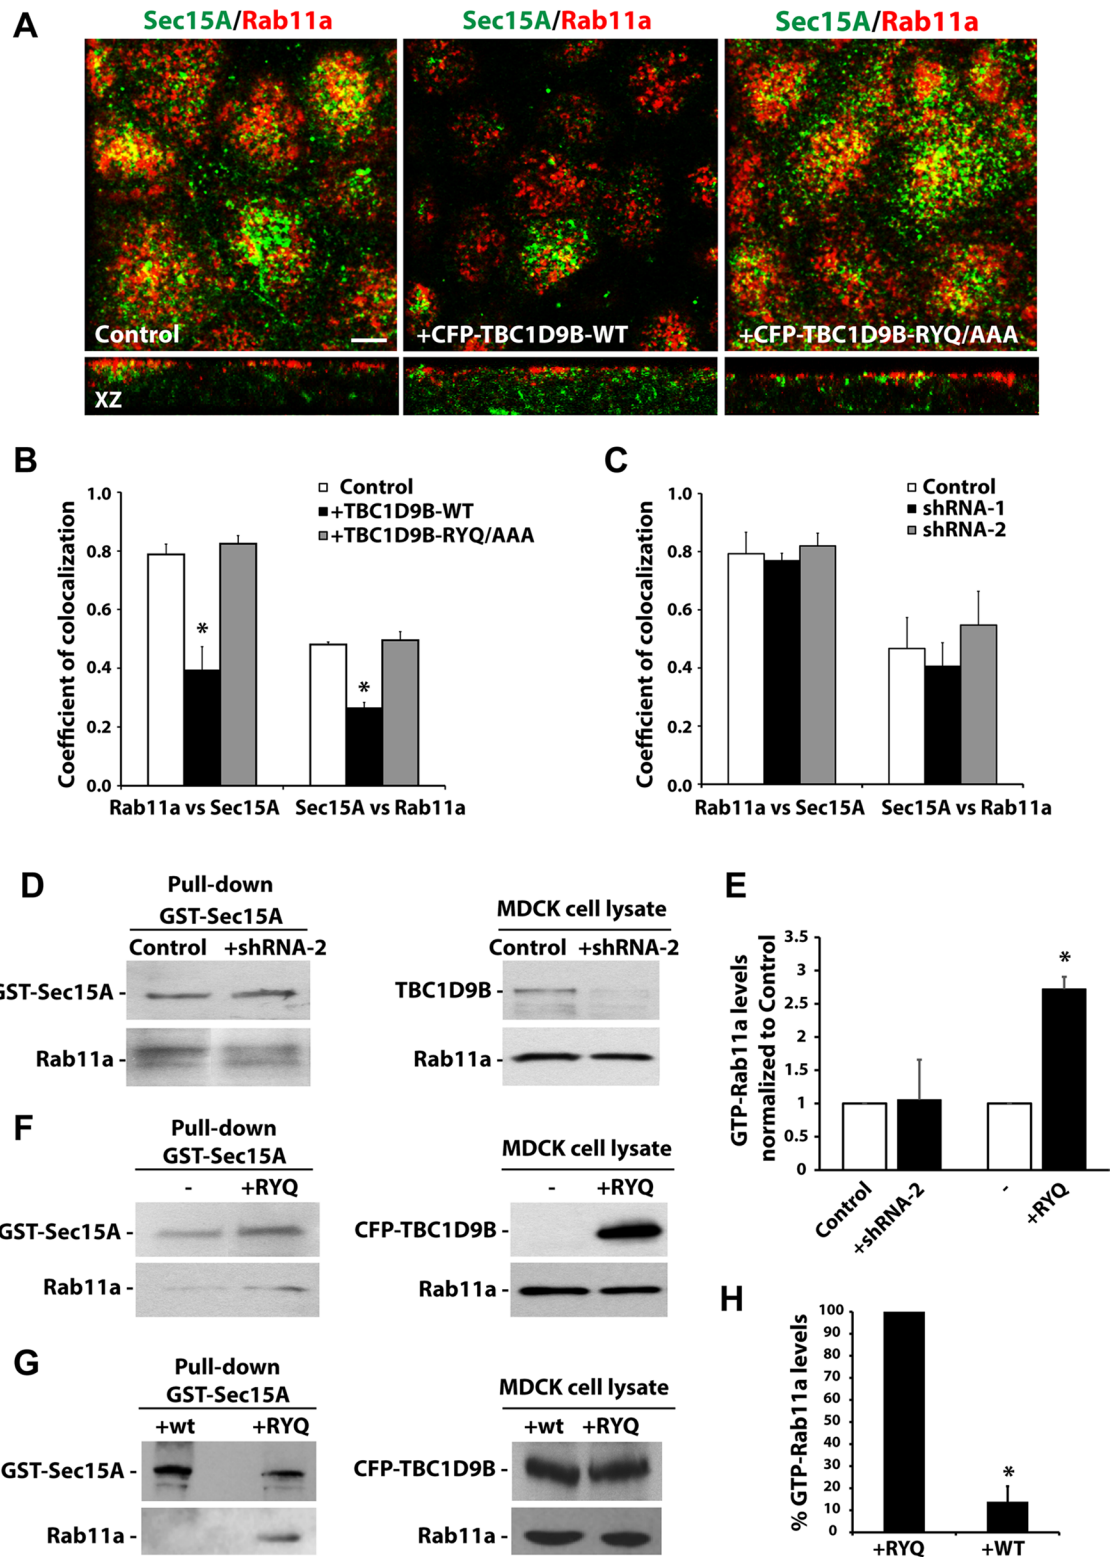 A
Sec15A/Rab11a
Sec15A/Rab11a
Sec15A/Rab11a
Control
+CFP-TBC1D9B-WT
+CFP-TBC1D9B-RYQ/AAA
XZ
B
Coefficient of colocalization
1.0
0.8
0.6
0.4
0.2
0.0
Control
+TBC1D9B-WT
+TBC1D9B-RYQ/AAA
*
*
Rab11a vs Sec15A
Sec15A vs Rab11a
C
Coefficient of colocalization
1.0
0.8
0.6
0.4
0.2
0.0
Control
shRNA-1
shRNA-2
Rab11a vs Sec15A
Sec15A vs Rab11a
D
Pull-down
GST-Sec15A
Control +shRNA-2
GST-Sec15A -
Rab11a -
MDCK cell lysate
Control +shRNA-2
TBC1D9B -
Rab11a -
E
GTP-Rab11a levels
normalized to Control
3.5
3
2.5
2
1.5
1
0.5
0
*
Control
+shRNA-2
-
+RYQ
F
Pull-down
GST-Sec15A
- +RYQ
GST-Sec15A -
Rab11a -
MDCK cell lysate
- +RYQ
CFP-TBC1D9B -
Rab11a -
G
Pull-down
GST-Sec15A
+wt +RYQ
GST-Sec15A -
Rab11a -
MDCK cell lysate
+wt +RYQ
CFP-TBC1D9B -
Rab11a -
H
% GTP-Rab11a levels
100
90
80
70
60
50
40
30
20
10
0
*
+RYQ
+WT